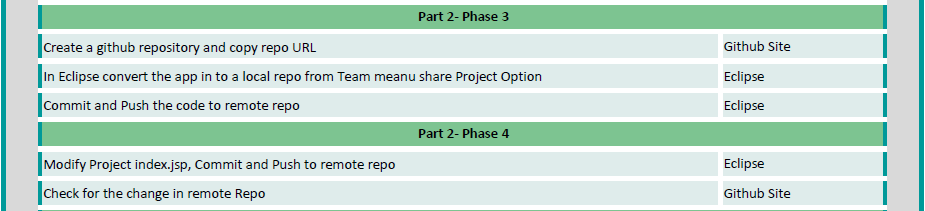 Part 2- Phase 3
Create a github repository and copy repo URL Github Site
In Eclipse convert the app in to a local repo from Team meanu share Project Option Eclipse
Commit and Push the code to remote repo Eclipse
Part 2- Phase 4
Modify Project index.jsp, Commit and Push to remote repo Eclipse
Check for the change in remote Repo Github Site